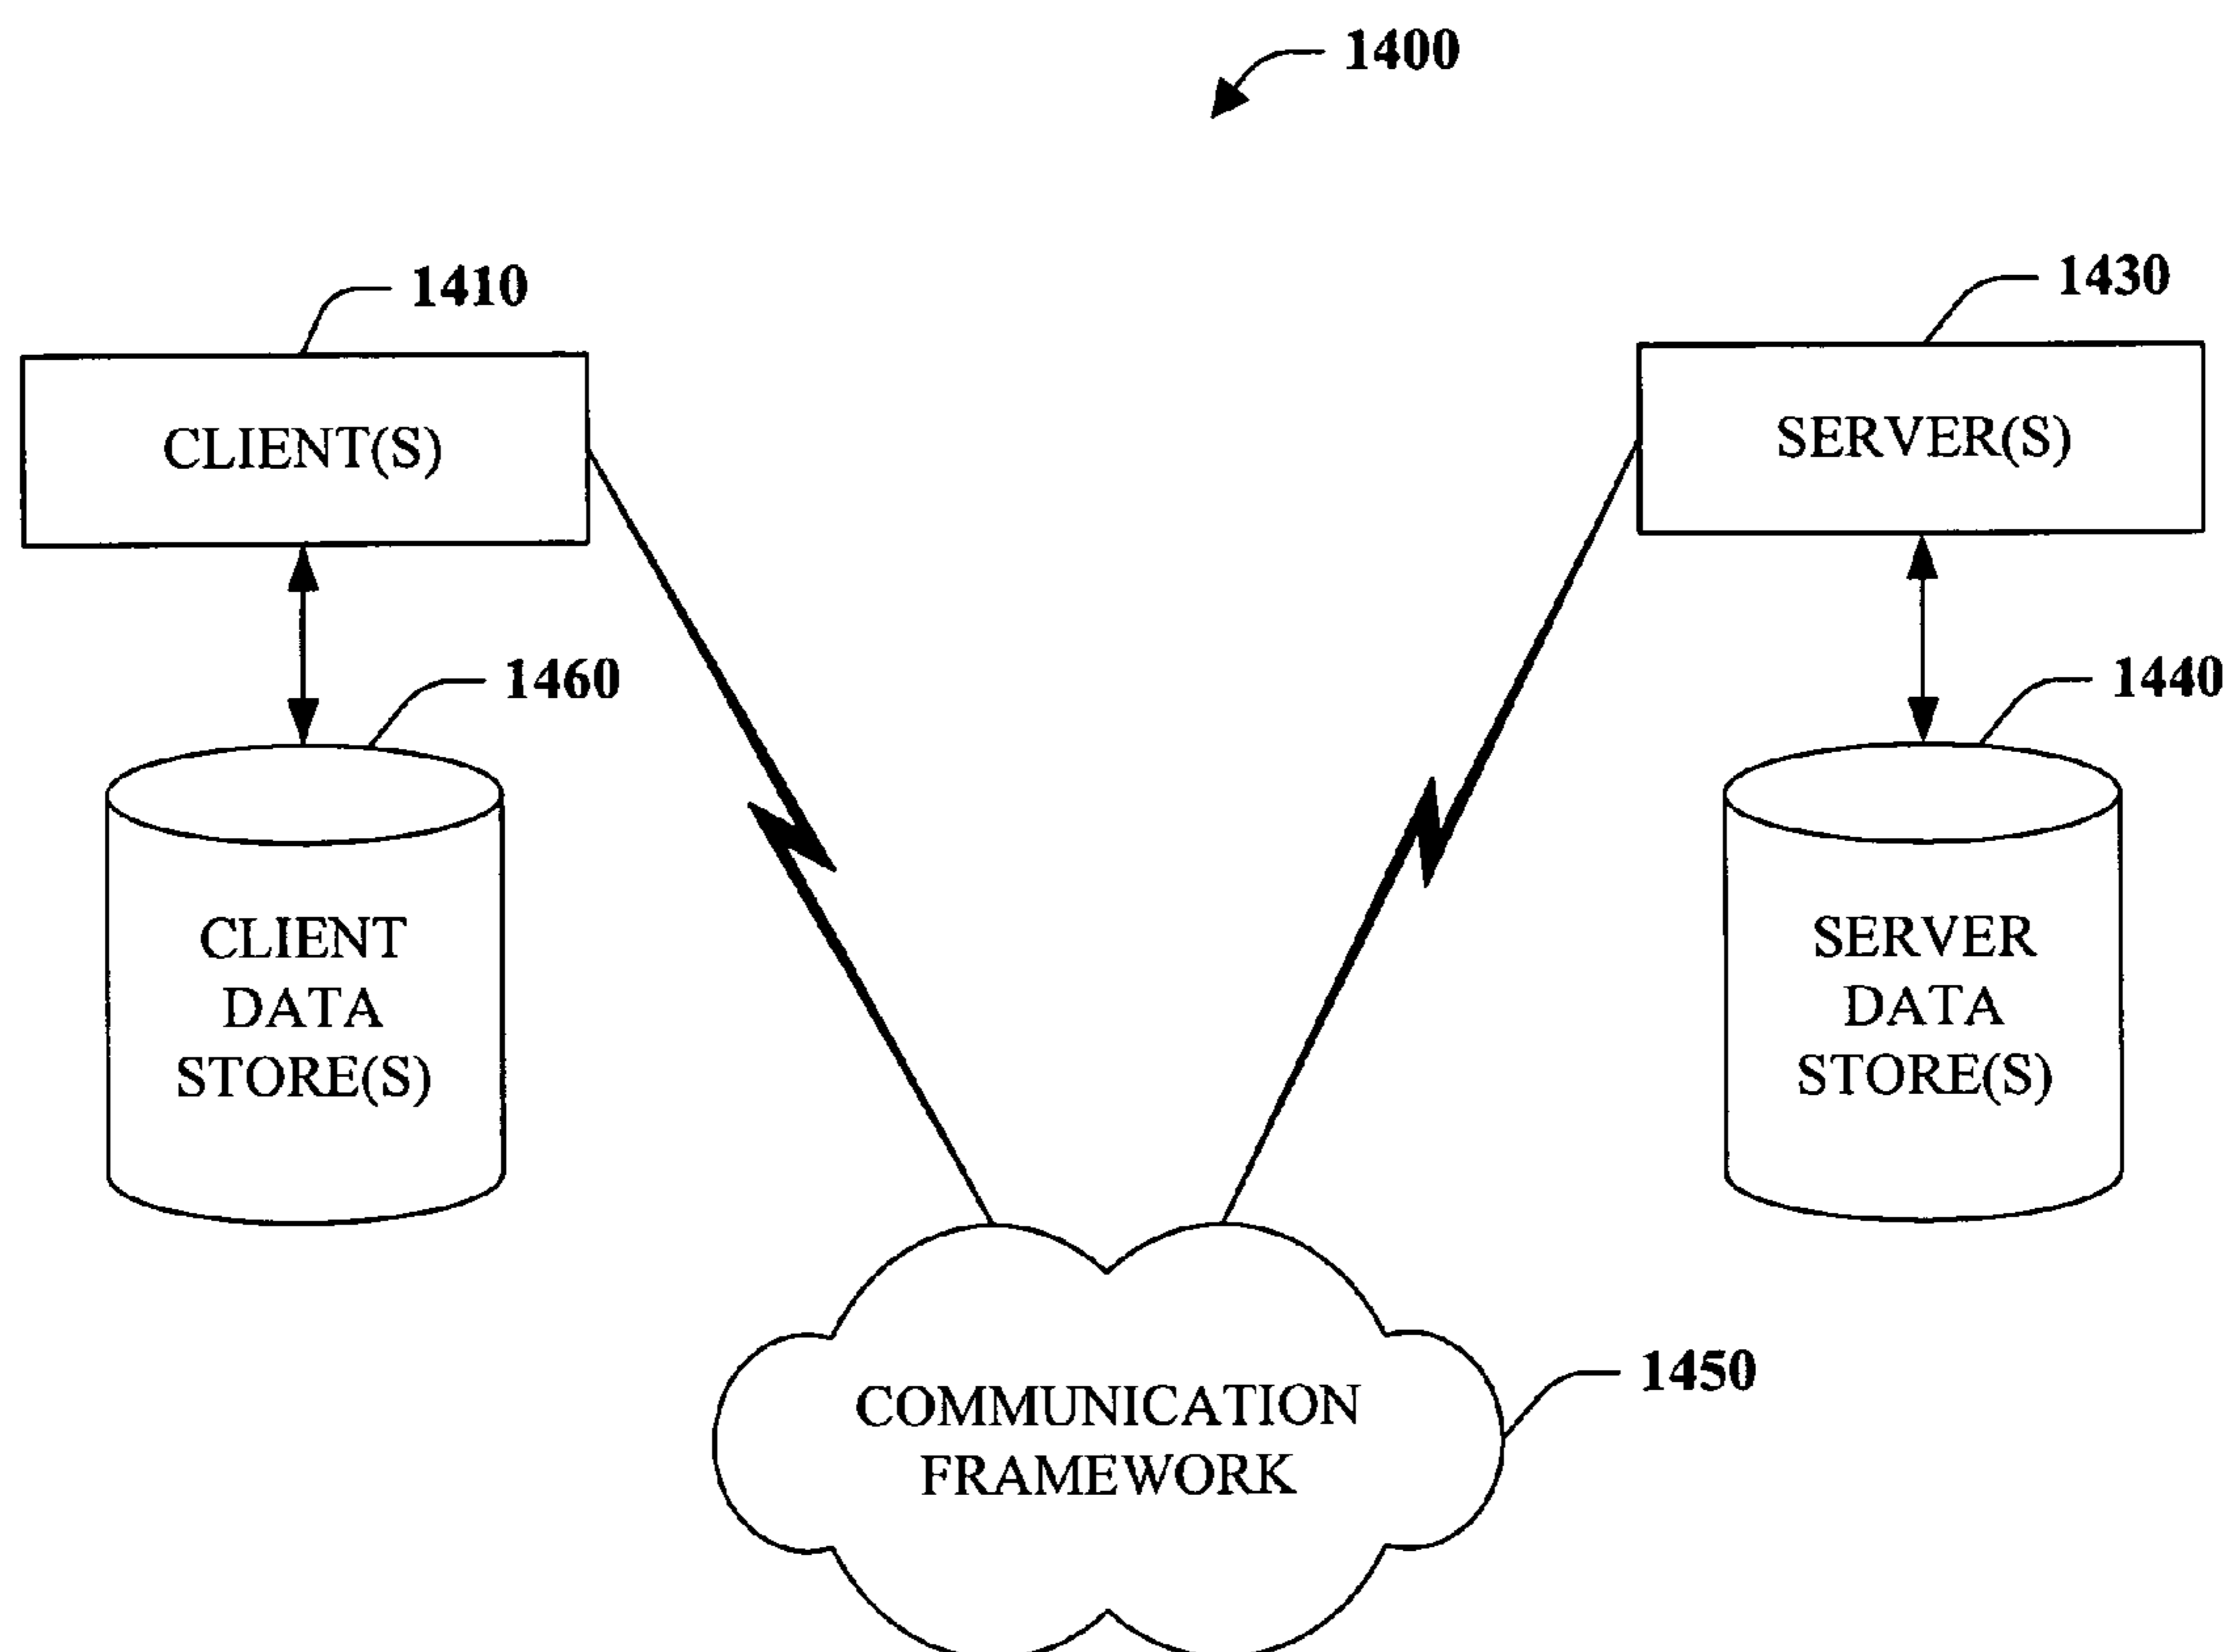 1400
1410
1430
CLIENT(S)
SERVER(S)
1460
1440
CLIENT
DATA
STORE(S)
SERVER
DATA
STORE(S)
1450
COMMUNICATION
FRAMEWORK